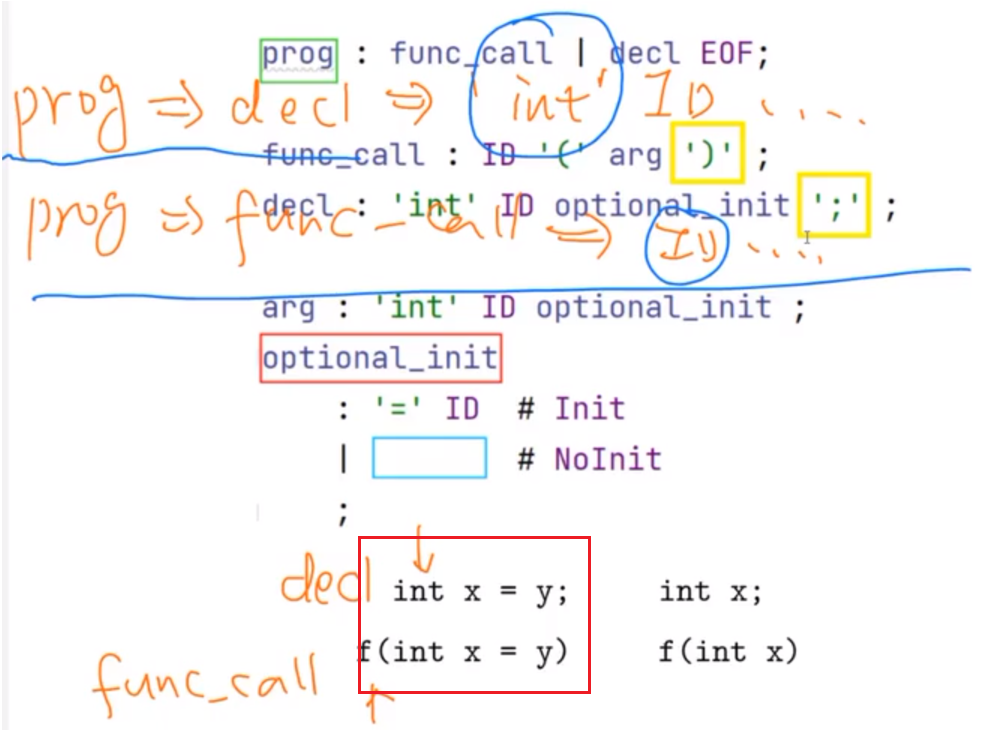 prog : func_call | decl EOF;
prog ⇒ decl ⇒ 'int' ID ....
func_call : ID '(' arg ')' ;
decl : 'int' ID optional_init ';' ;
prog ⇒ func_call ⇒ ID ....
arg : 'int' ID optional_init ;
optional_init
: '=' ID # Init
| # NoInit
;
decl int x = y; int x;
f(int x = y) f(int x)
func_call